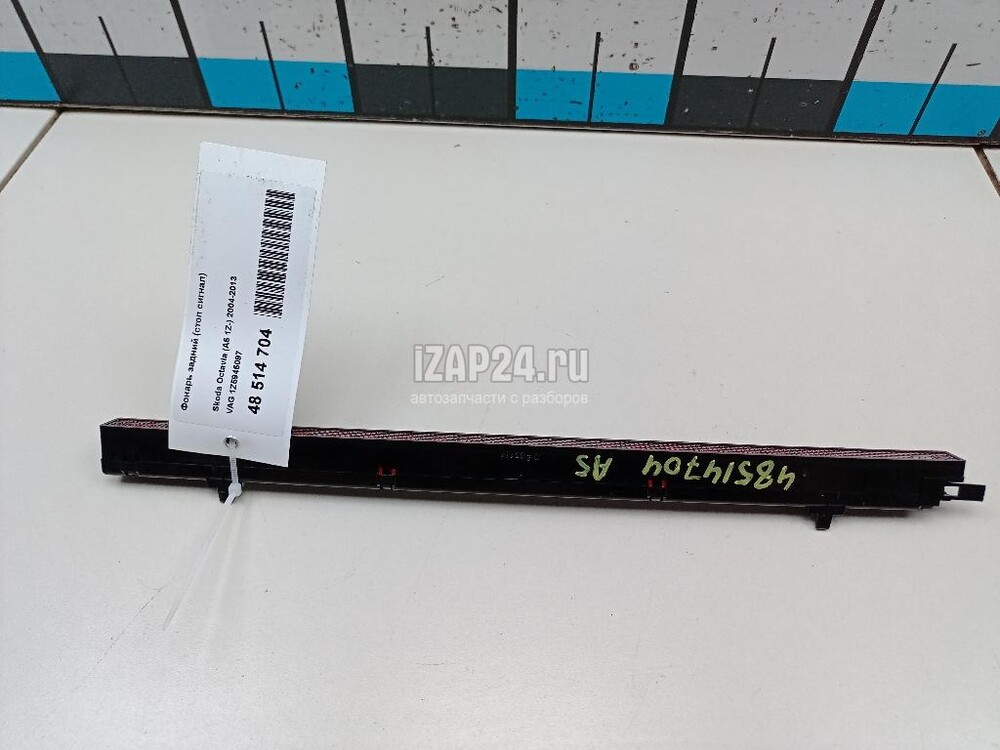 Фонарь задний (стоп сигнал)
Skoda Octavia (A5 1Z-) 2004-2013
VAG 1Z5945097
48 514 704
iZAP24.ru
автозапчасти с разборов
48514704 AS